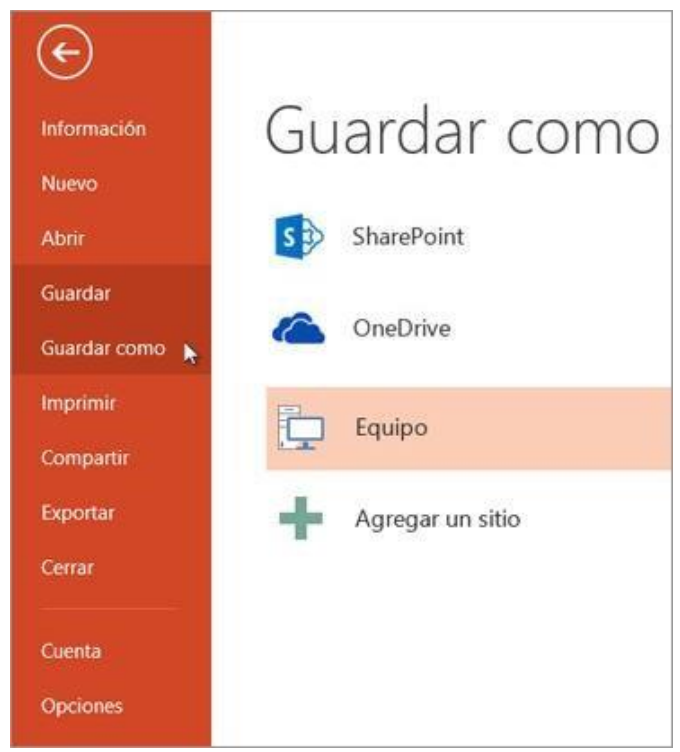 Información
Nuevo
Abrir
Guardar
Guardar como
Imprimir
Compartir
Exportar
Cerrar
Cuenta
Opciones
Guardar como
S
SharePoint
OneDrive
Equipo
Agregar un sitio